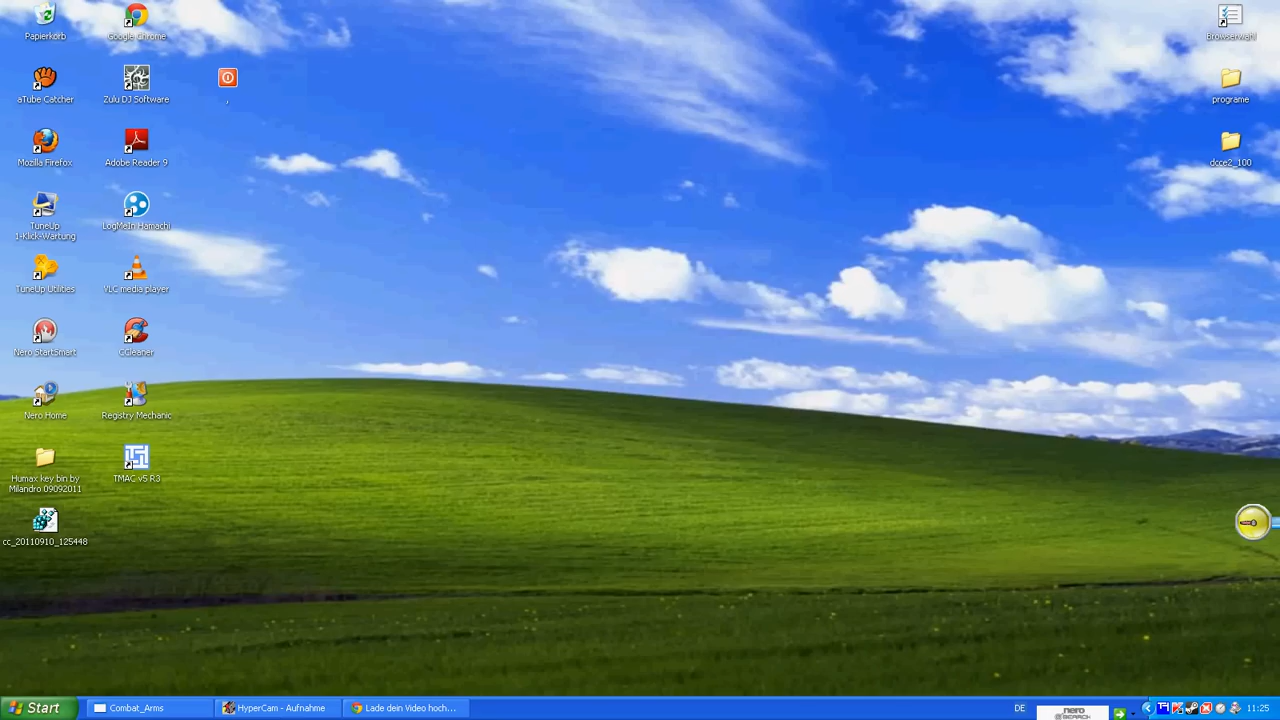 Papierkorb
Google Chrome
Browserwahl
aTube Catcher
Zulu DJ Software
,
programe
Mozilla Firefox
Adobe Reader 9
dcce2_100
TuneUp
1-Klick-Wartung
LogMeIn Hamachi
TuneUp Utilities
VLC media player
Nero StartSmart
CCleaner
Nero Home
Registry Mechanic
Humax key bin by
Milandro 09092011
TMAC v5 R3
cc_20110910_125448
Start
Combat_Arms
HyperCam - Aufnahme
Lade dein Video hoch...
DE
nero
SEARCH
11:25